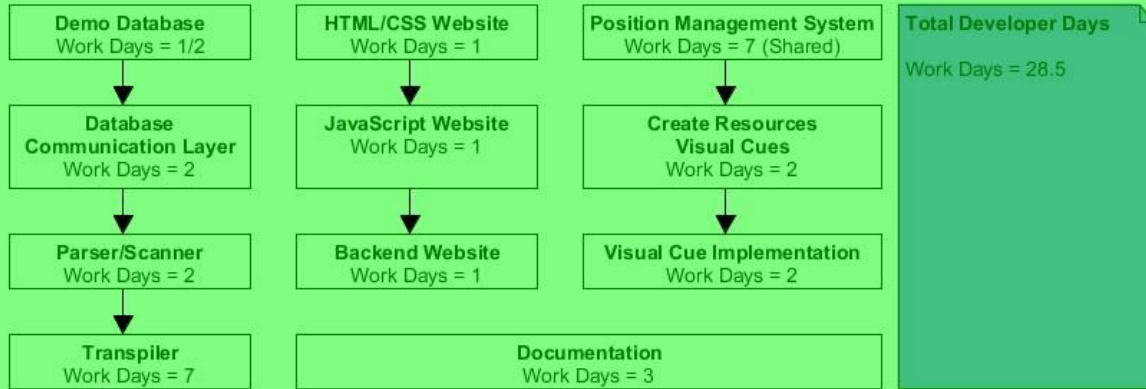 Demo Database
Work Days = 1/2
Database
Communication Layer
Work Days = 2
Parser/Scanner
Work Days = 2
Transpiler
Work Days = 7
HTML/CSS Website
Work Days = 1
JavaScript Website
Work Days = 1
Backend Website
Work Days = 1
Position Management System
Work Days = 7 (Shared)
Create Resources
Visual Cues
Work Days = 2
Visual Cue Implementation
Work Days = 2
Documentation
Work Days = 3
Total Developer Days
Work Days = 28.5